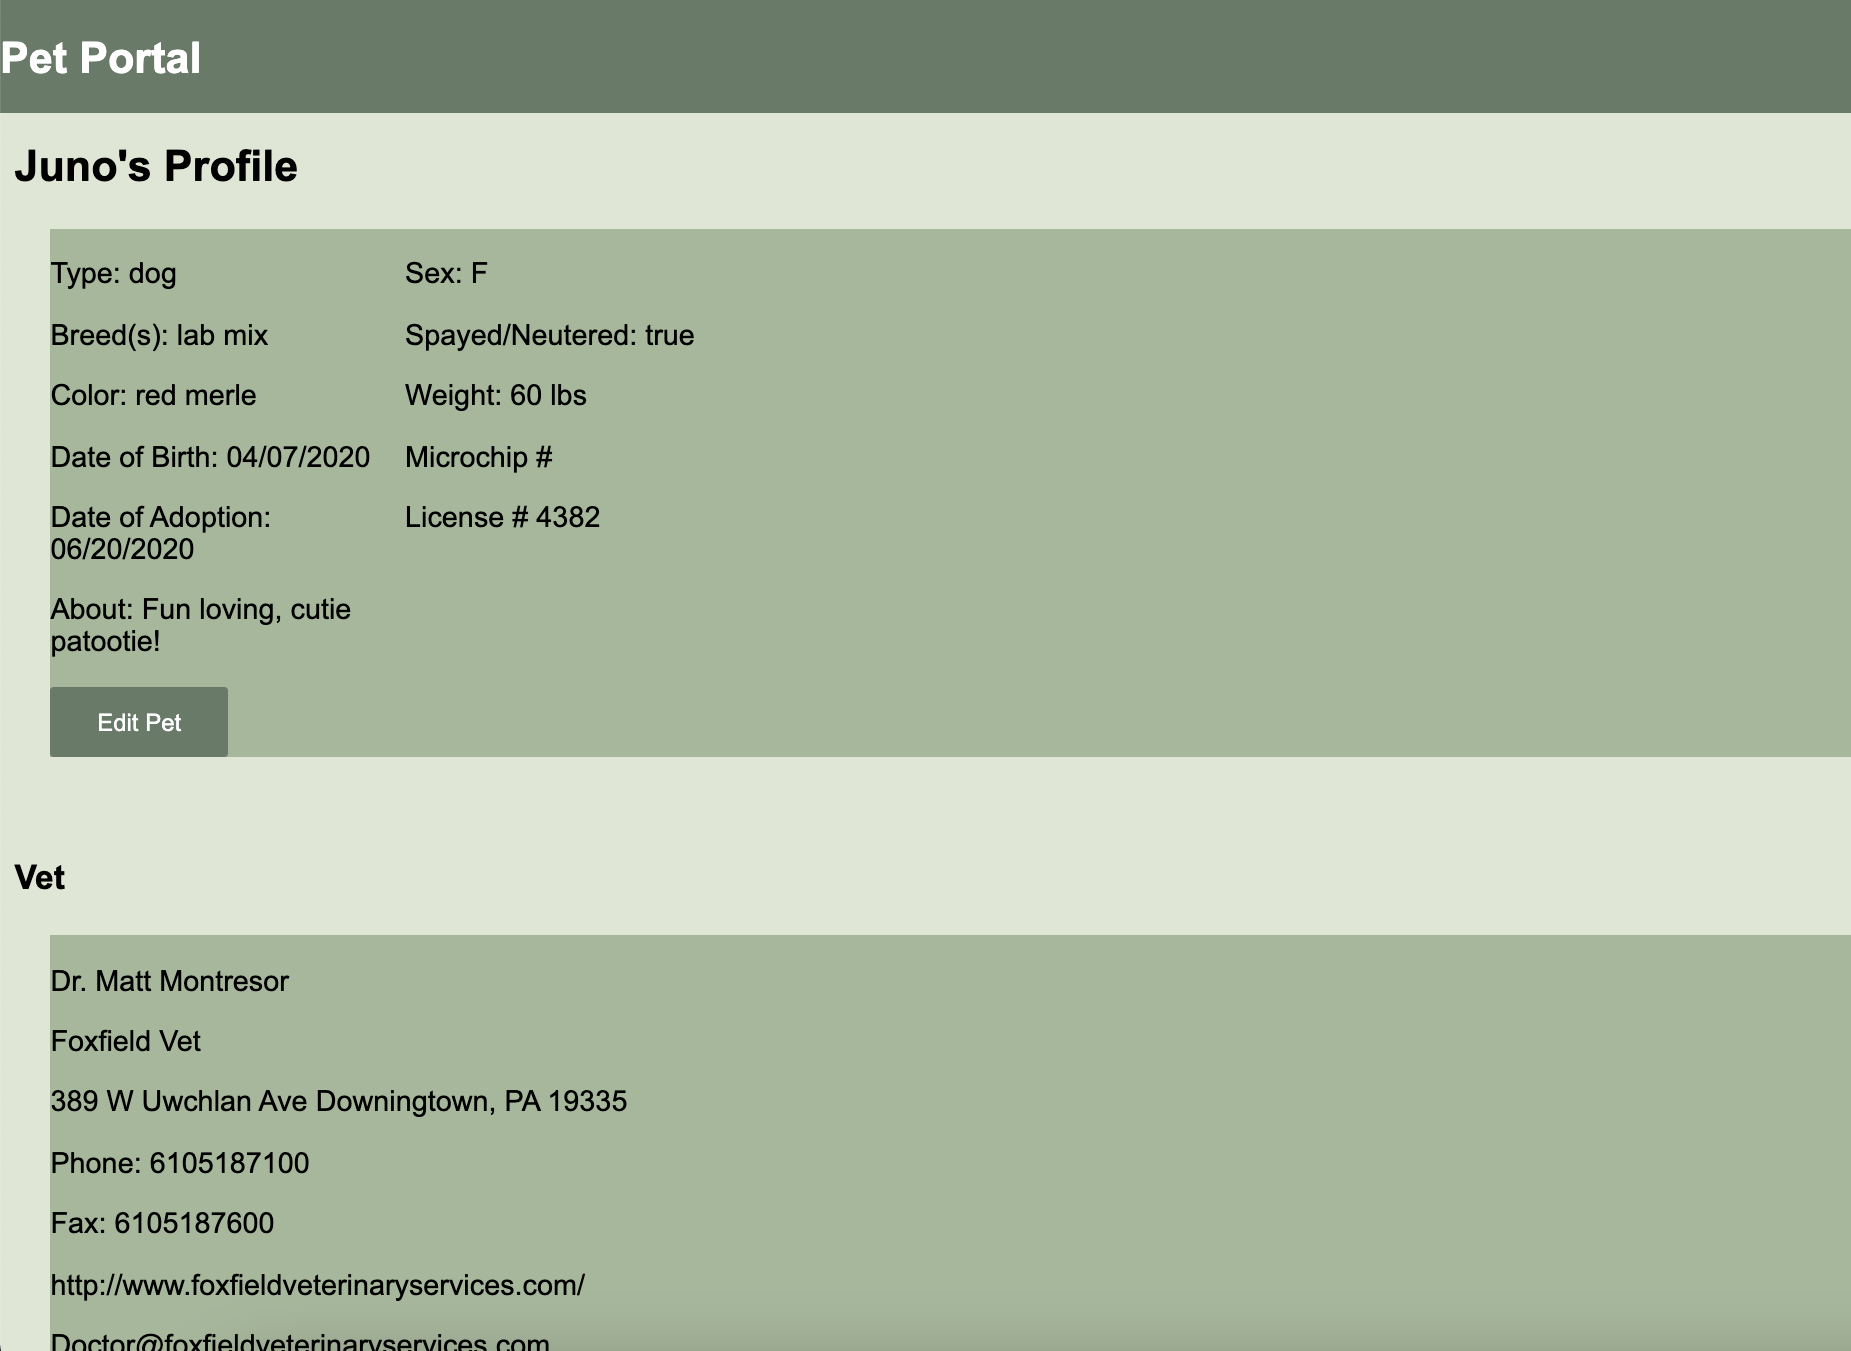 Pet Portal
Juno's Profile
Type: dog
Breed(s): lab mix
Color: red merle
Date of Birth: 04/07/2020
Date of Adoption:
06/20/2020
About: Fun loving, cutie
patootie!
Sex: F
Spayed/Neutered: true
Weight: 60 lbs
Microchip #
License # 4382
Edit Pet
Vet
Dr. Matt Montresor
Foxfield Vet
389 W Uwchlan Ave Downingtown, PA 19335
Phone: 6105187100
Fax: 6105187600
http://www.foxfieldveterinaryservices.com/
Doctor@foxfieldveterinaryservices.com